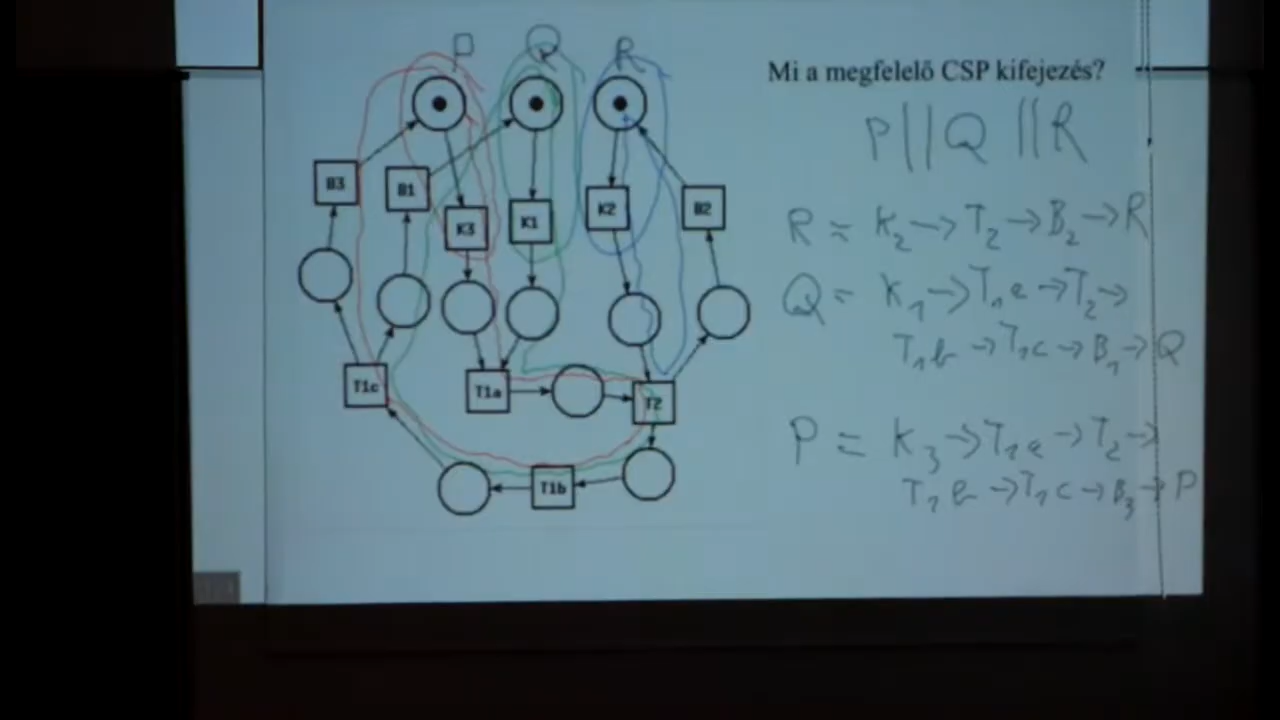 P Q R
Mi a megfelelő CSP kifejezés?
P||Q||R
B3 B1 K3 K1 K2 B2
R = K₂ → T₂ → B₂ → R
Q = K₁ → T₁a → T₂ →
T₁b → T₁c → B₁ → Q
T1c T1a T2
P = K₃ → T₁a → T₂ →
T₁b → T₁c → B₃ → P
T1b